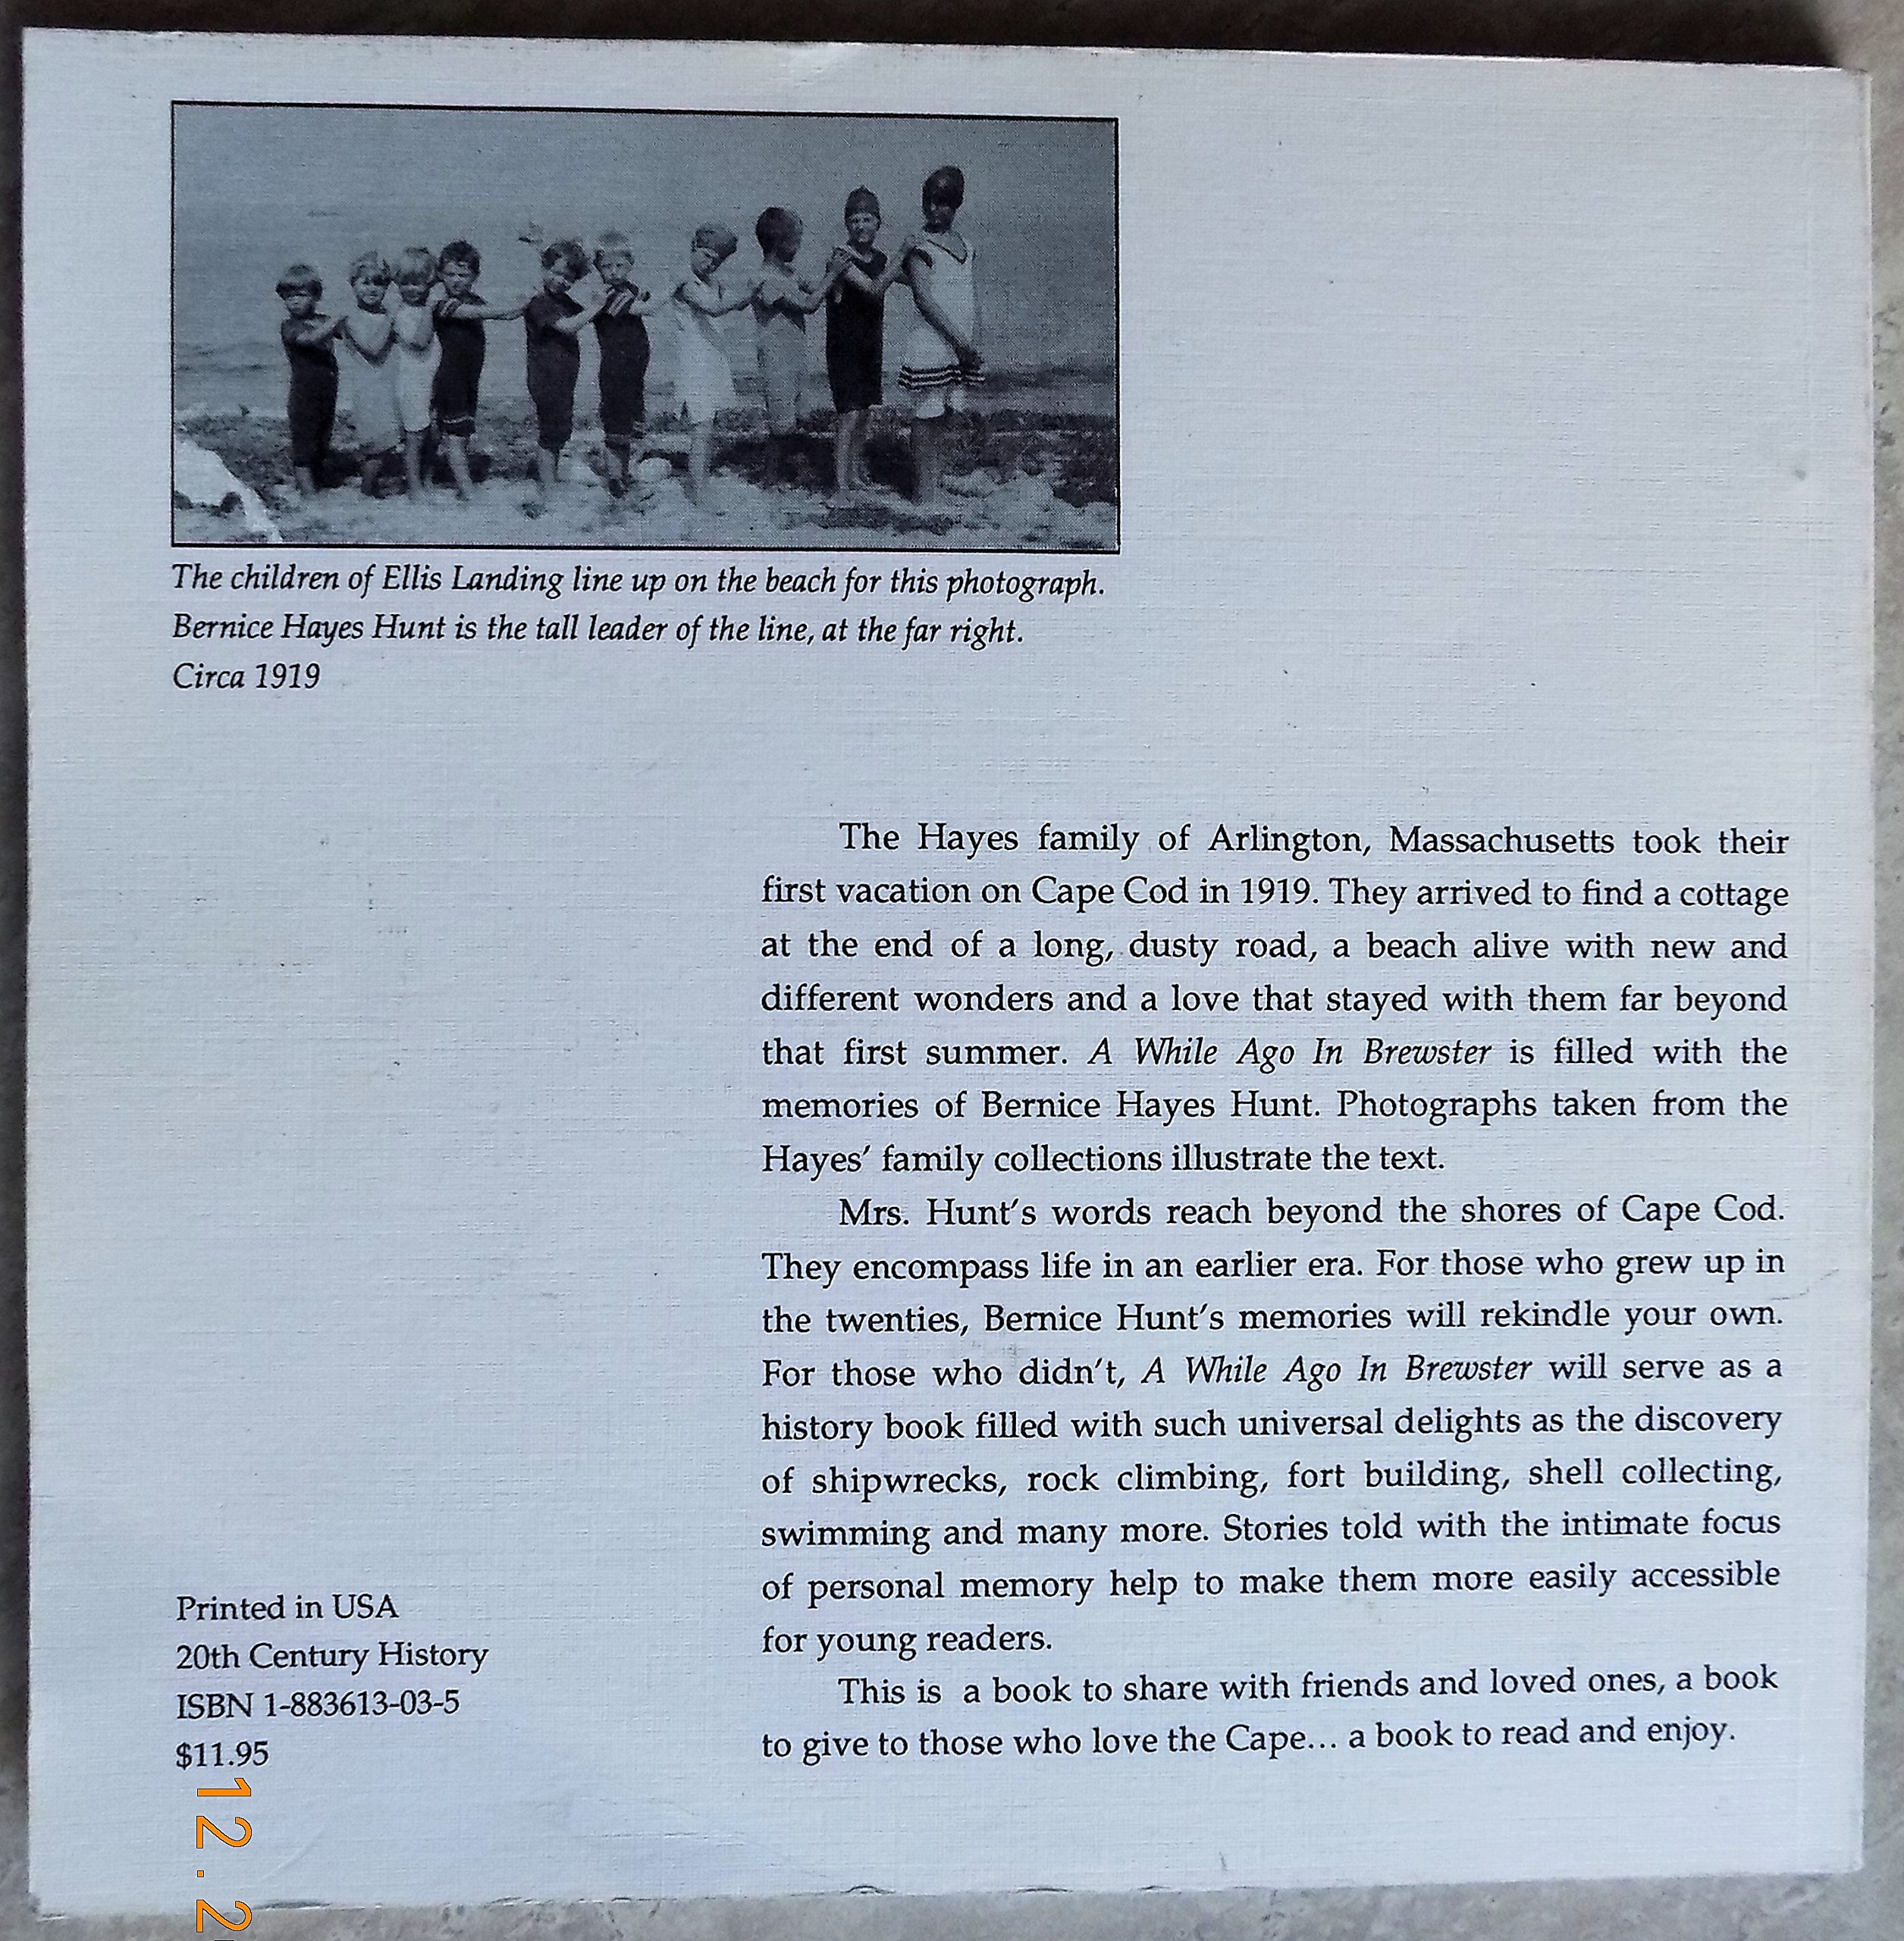 The children of Ellis Landing line up on the beach for this photograph.
Bernice Hayes Hunt is the tall leader of the line, at the far right.
Circa 1919
The Hayes family of Arlington, Massachusetts took their
first vacation on Cape Cod in 1919. They arrived to find a cottage
at the end of a long, dusty road, a beach alive with new and
different wonders and a love that stayed with them far beyond
that first summer. A While Ago In Brewster is filled with the
memories of Bernice Hayes Hunt. Photographs taken from the
Hayes' family collections illustrate the text.
Mrs. Hunt's words reach beyond the shores of Cape Cod.
They encompass life in an earlier era. For those who grew up in
the twenties, Bernice Hunt's memories will rekindle your own.
For those who didn't, A While Ago In Brewster will serve as a
history book filled with such universal delights as the discovery
of shipwrecks, rock climbing, fort building, shell collecting,
swimming and many more. Stories told with the intimate focus
of personal memory help to make them more easily accessible
for young readers.
This is a book to share with friends and loved ones, a book
to give to those who love the Cape... a book to read and enjoy.
Printed in USA
20th Century History
ISBN 1-883613-03-5
$11.95
12.2